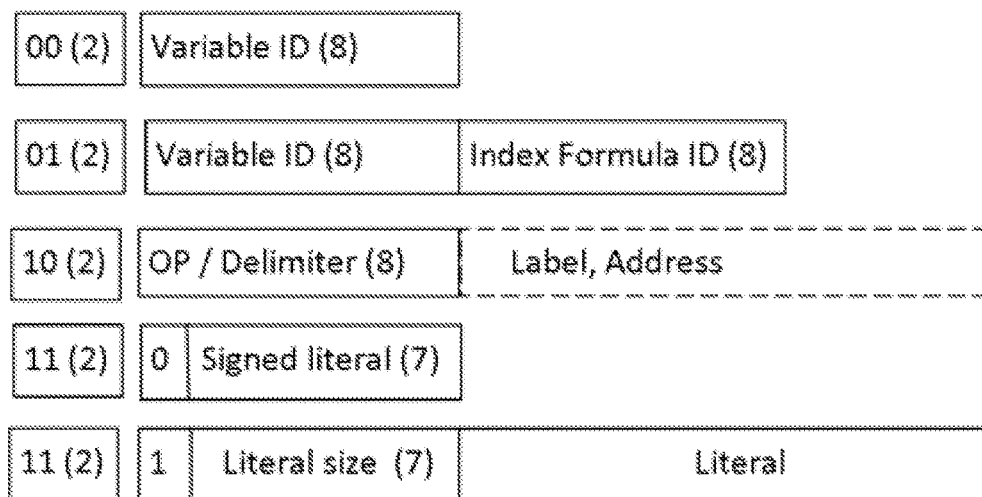 00 (2) Variable ID (8)
01 (2) Variable ID (8) Index Formula ID (8)
10 (2) OP / Delimiter (8) Label, Address
11 (2) 0 Signed literal (7)
11 (2) 1 Literal size (7) Literal